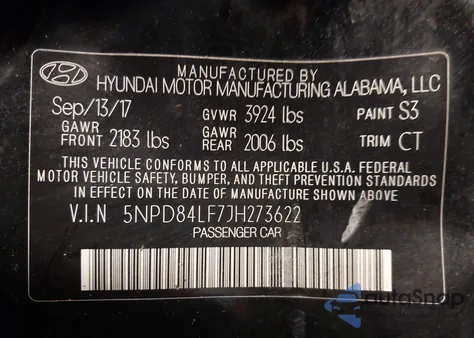 MANUFACTURED BY
HYUNDAI MOTOR MANUFACTURING ALABAMA, LLC
Sep/13/17 GVWR 3924 lbs PAINT S3
GAWR FRONT 2183 lbs GAWR REAR 2006 lbs TRIM CT
THIS VEHICLE CONFORMS TO ALL APPLICABLE U.S.A. FEDERAL
MOTOR VEHICLE SAFETY, BUMPER, AND THEFT PREVENTION STANDARDS
IN EFFECT ON THE DATE OF MANUFACTURE SHOWN ABOVE
V.I.N 5NPD84LF7JH273622
PASSENGER CAR
autoSnap